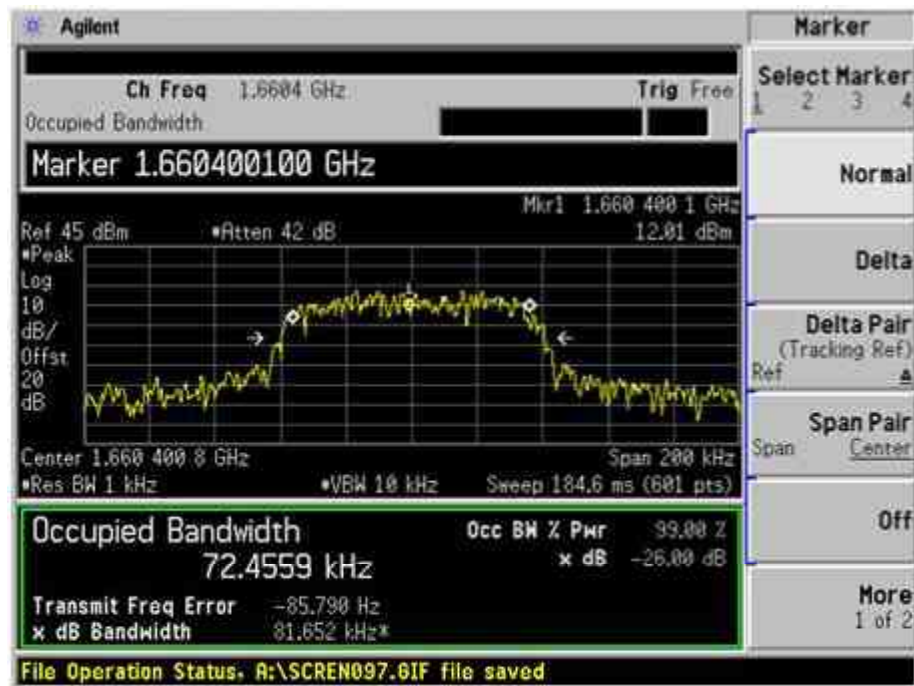 Agilent
Marker
Ch Freq 1.6604 GHz Trig Free
Occupied Bandwidth
Select Marker
1 2 3 4
Marker 1.660400100 GHz
Normal
Mkr1 1.660 400 1 GHz
Ref 45 dBm *Atten 42 dB 12.01 dBm
*Peak
Log
10
dB/
Offst
20
dB
Delta
Delta Pair
(Tracking Ref)
Ref
Span Pair
Span Center
Center 1.660 400 0 GHz Span 200 kHz
*Res BW 1 kHz *VBW 10 kHz Sweep 184.6 ms (601 pts)
Off
Occupied Bandwidth Occ BW % Pwr 99.00 %
72.4559 kHz x dB -26.00 dB
Transmit Freq Error -85.790 Hz
x dB Bandwidth 81.652 kHz*
More
1 of 2
File Operation Status, A:\SCREN097.GIF file saved